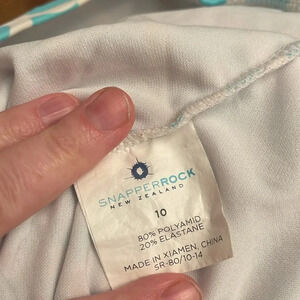 SNAPPERROCK
NEW ZEALAND
10
80% POLYAMID
20% ELASTANE
MADE IN XIAMEN, CHINA
SR-80/10-14